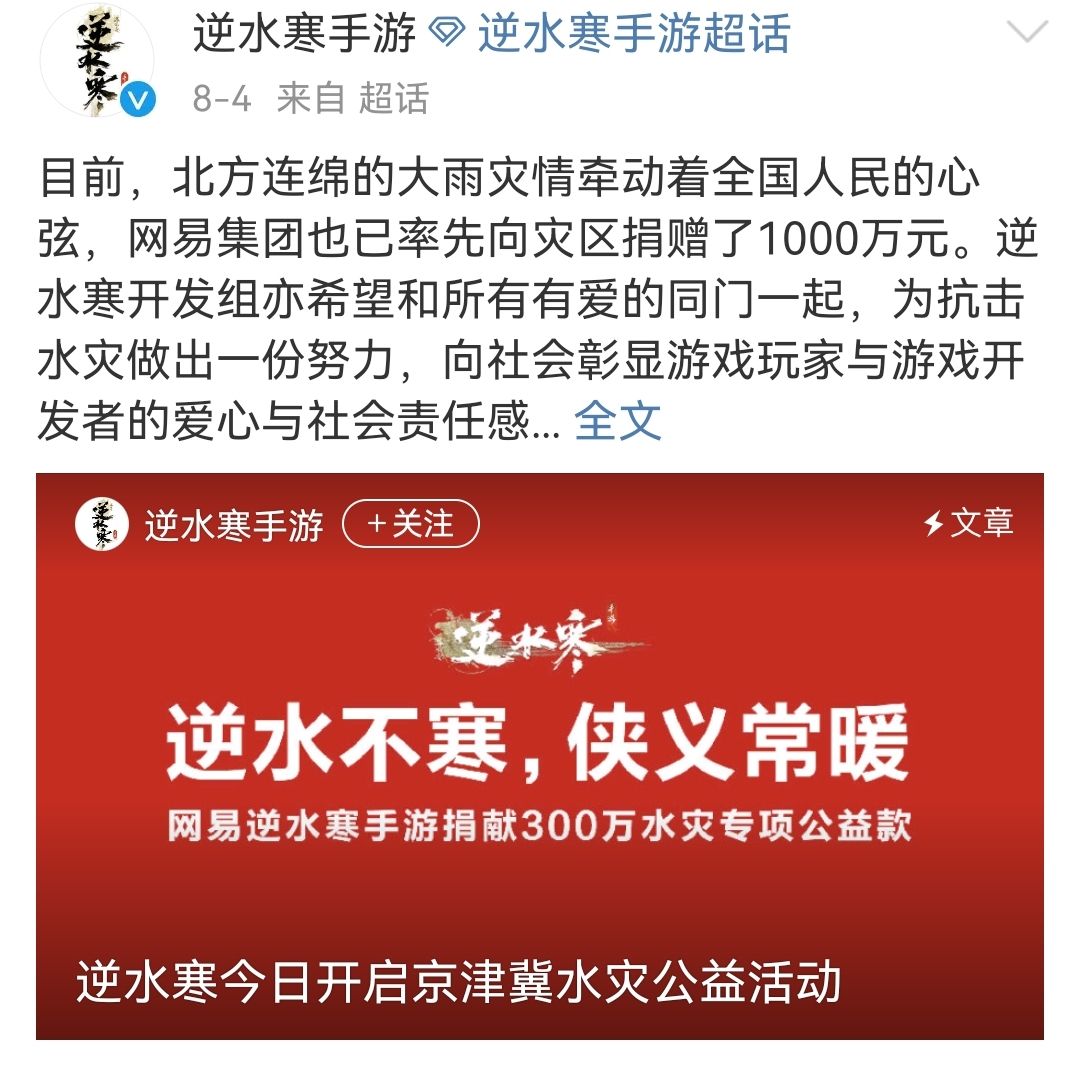 逆水寒手游 逆水寒手游超话
8-4 来自 超话
目前，北方连绵的大雨灾情牵动着全国人民的心
弦，网易集团也已率先向灾区捐赠了1000万元。逆
水寒开发组亦希望和所有有爱的同门一起，为抗击
水灾做出一份努力，向社会彰显游戏玩家与游戏开
发者的爱心与社会责任感... 全文
逆水寒手游 +关注 文章
逆水寒
逆水不寒，侠义常暖
网易逆水寒手游捐献300万水灾专项公益款
逆水寒今日开启京津冀水灾公益活动